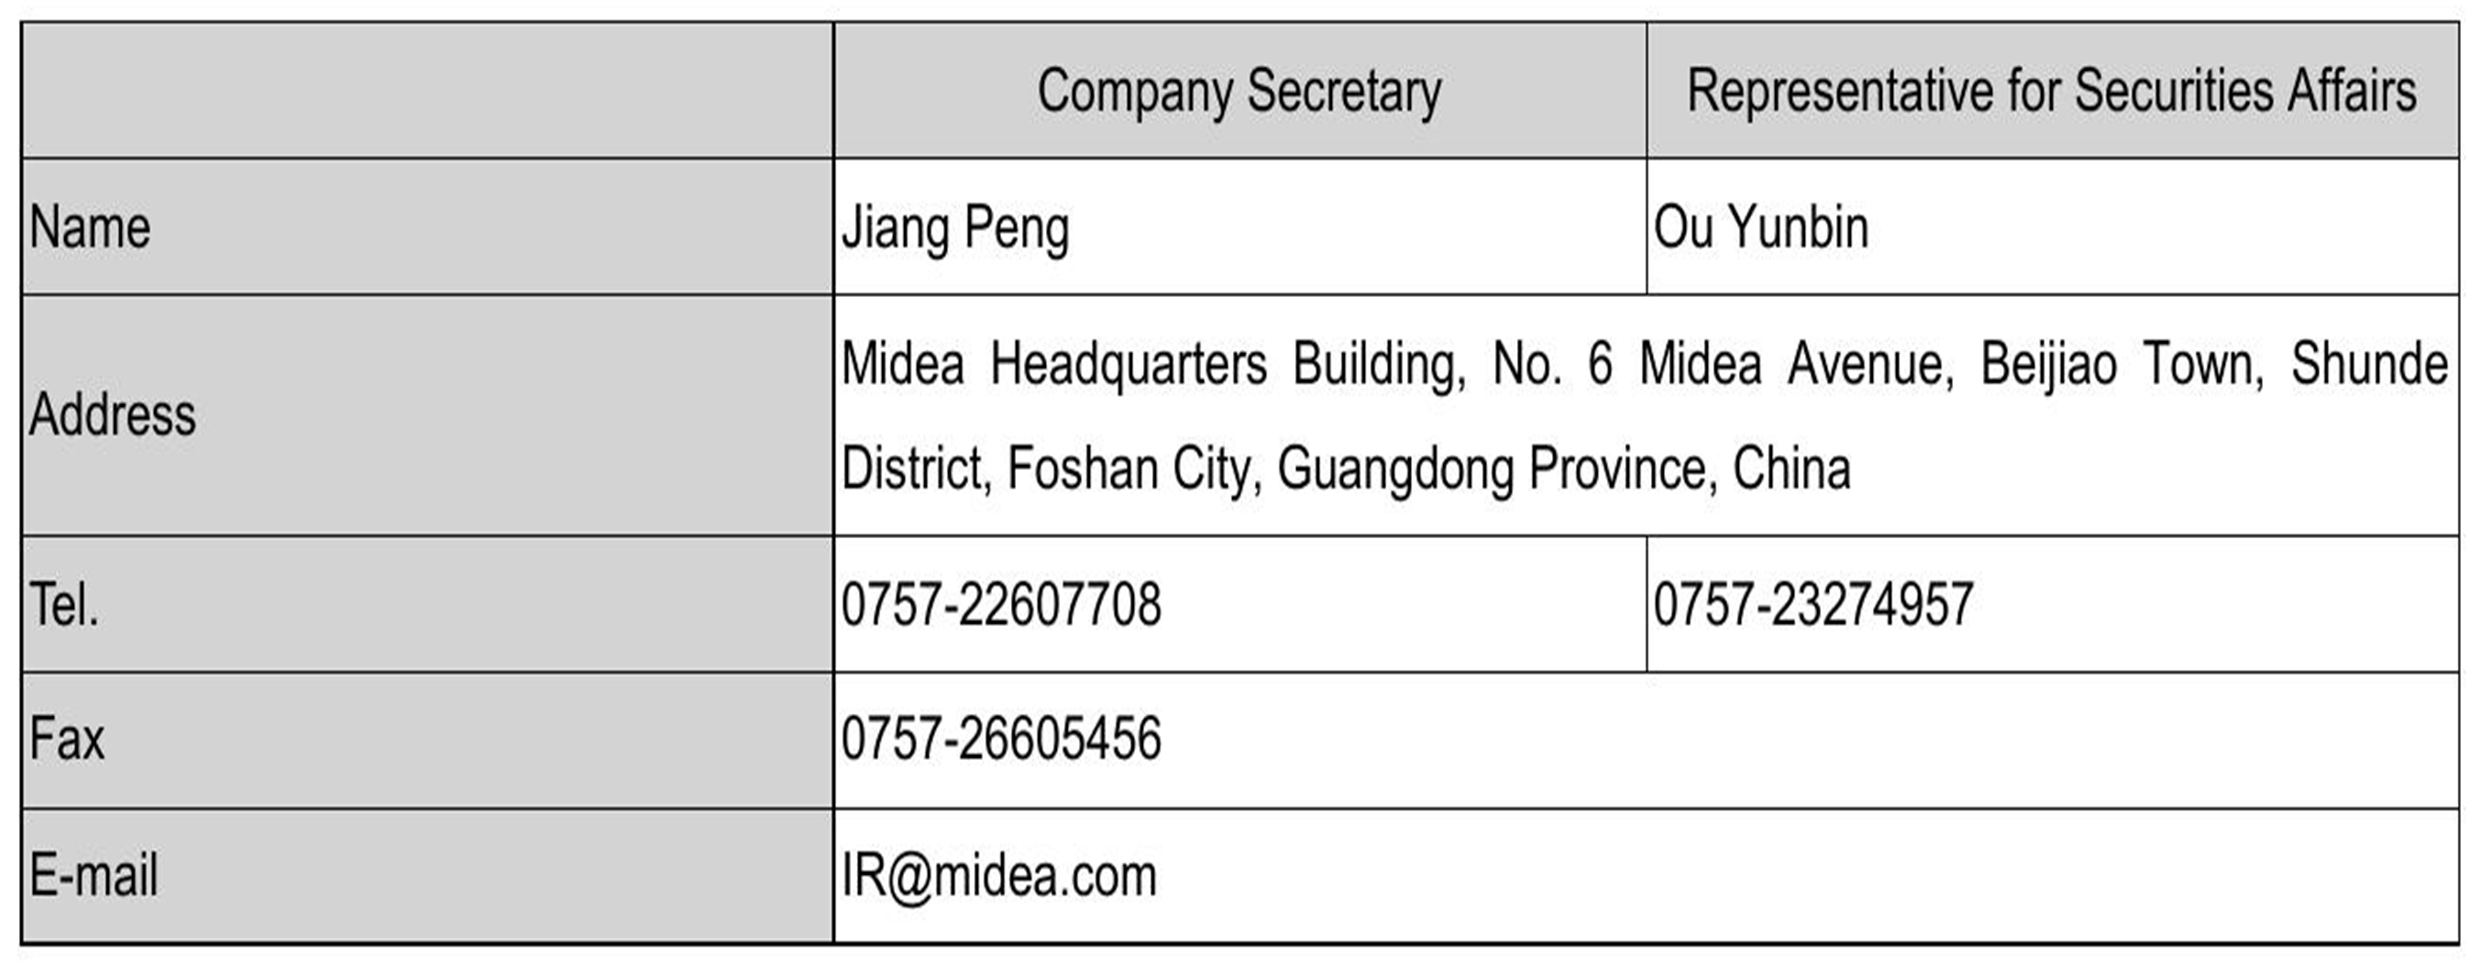 Company Secretary Representative for Securities Affairs
Name Jiang Peng Ou Yunbin
Address
Midea Headquarters Building, No. 6 Midea Avenue, Beijiao Town, Shunde
District, Foshan City, Guangdong Province, China
Tel. 0757-22607708 0757-23274957
Fax 0757-26605456
E-mail IR@midea.com